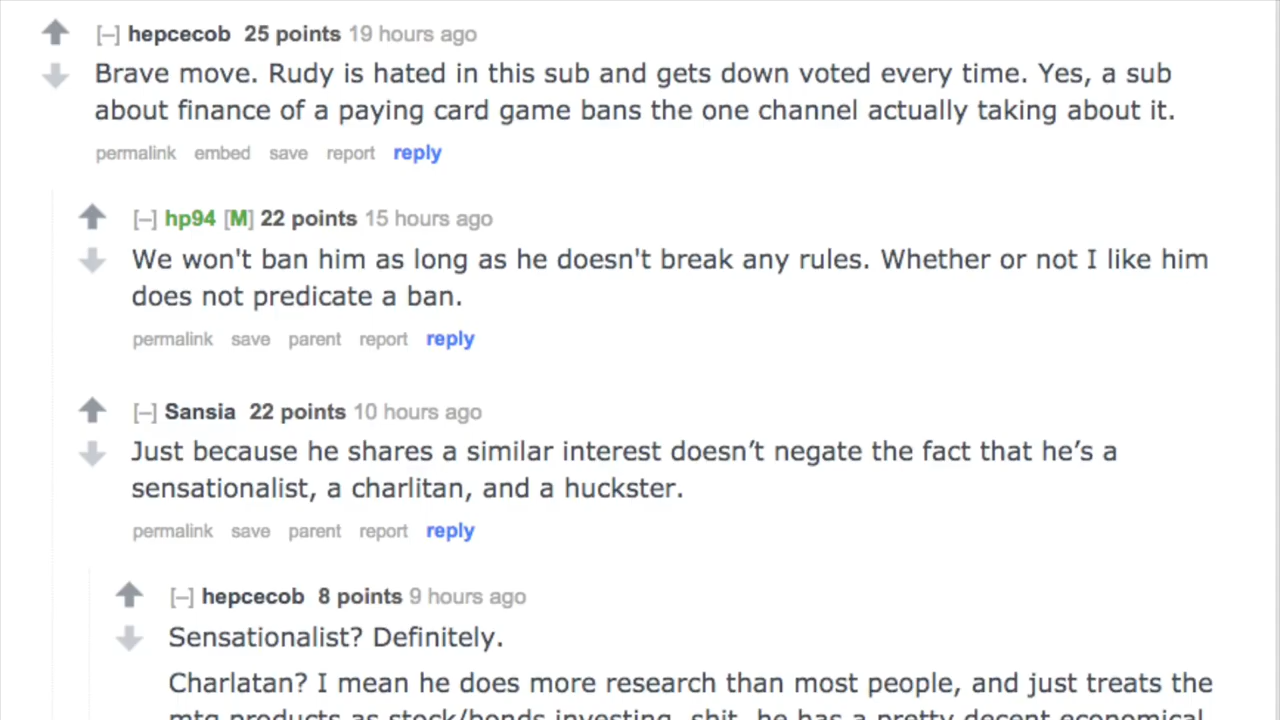 [–] hepcecob 25 points 19 hours ago
Brave move. Rudy is hated in this sub and gets down voted every time. Yes, a sub
about finance of a paying card game bans the one channel actually taking about it.
permalink embed save report reply
[–] hp94 [M] 22 points 15 hours ago
We won't ban him as long as he doesn't break any rules. Whether or not I like him
does not predicate a ban.
permalink save parent report reply
[–] Sansia 22 points 10 hours ago
Just because he shares a similar interest doesn’t negate the fact that he’s a
sensationalist, a charlitan, and a huckster.
permalink save parent report reply
[–] hepcecob 8 points 9 hours ago
Sensationalist? Definitely.
Charlatan? I mean he does more research than most people, and just treats the
mtg products as stock/bonds investing, shit, he has a pretty decent economical